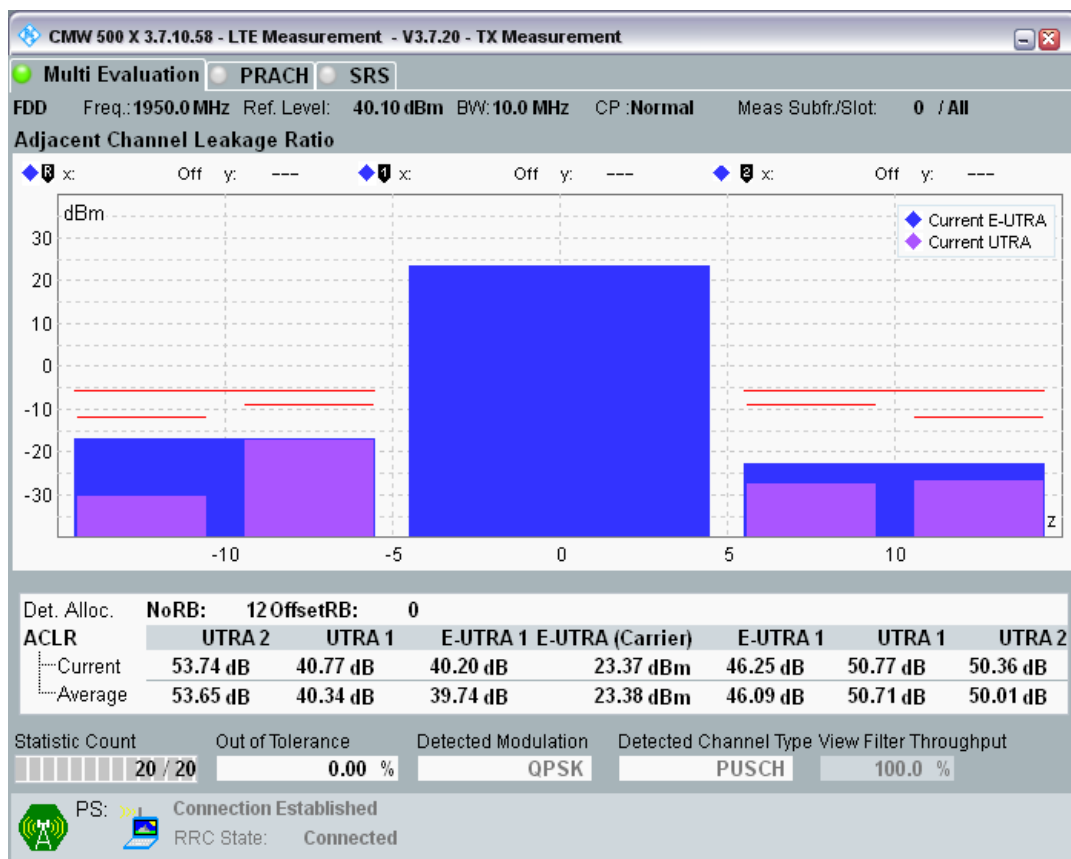 CMW 500 X 3.7.10.58 - LTE Measurement - V3.7.20 - TX Measurement
Multi Evaluation PRACH SRS
FDD Freq.:1950.0 MHz Ref. Level: 40.10 dBm BW:10.0 MHz CP :Normal Meas Subfr./Slot: 0 / All
Adjacent Channel Leakage Ratio
R x: Off y: --- 1 x: Off y: --- 2 x: Off y: ---
dBm
Current E-UTRA
Current UTRA
30
20
10
0
-10
-20
-30
z
-10 -5 0 5 10
Det. Alloc. NoRB: 12 OffsetRB: 0
ACLR UTRA 2 UTRA 1 E-UTRA 1 E-UTRA (Carrier) E-UTRA 1 UTRA 1 UTRA 2
Current 53.74 dB 40.77 dB 40.20 dB 23.37 dBm 46.25 dB 50.77 dB 50.36 dB
Average 53.65 dB 40.34 dB 39.74 dB 23.38 dBm 46.09 dB 50.71 dB 50.01 dB
Statistic Count Out of Tolerance Detected Modulation Detected Channel Type View Filter Throughput
20 / 20 0.00 % QPSK PUSCH 100.0 %
PS: Connection Established
RRC State: Connected